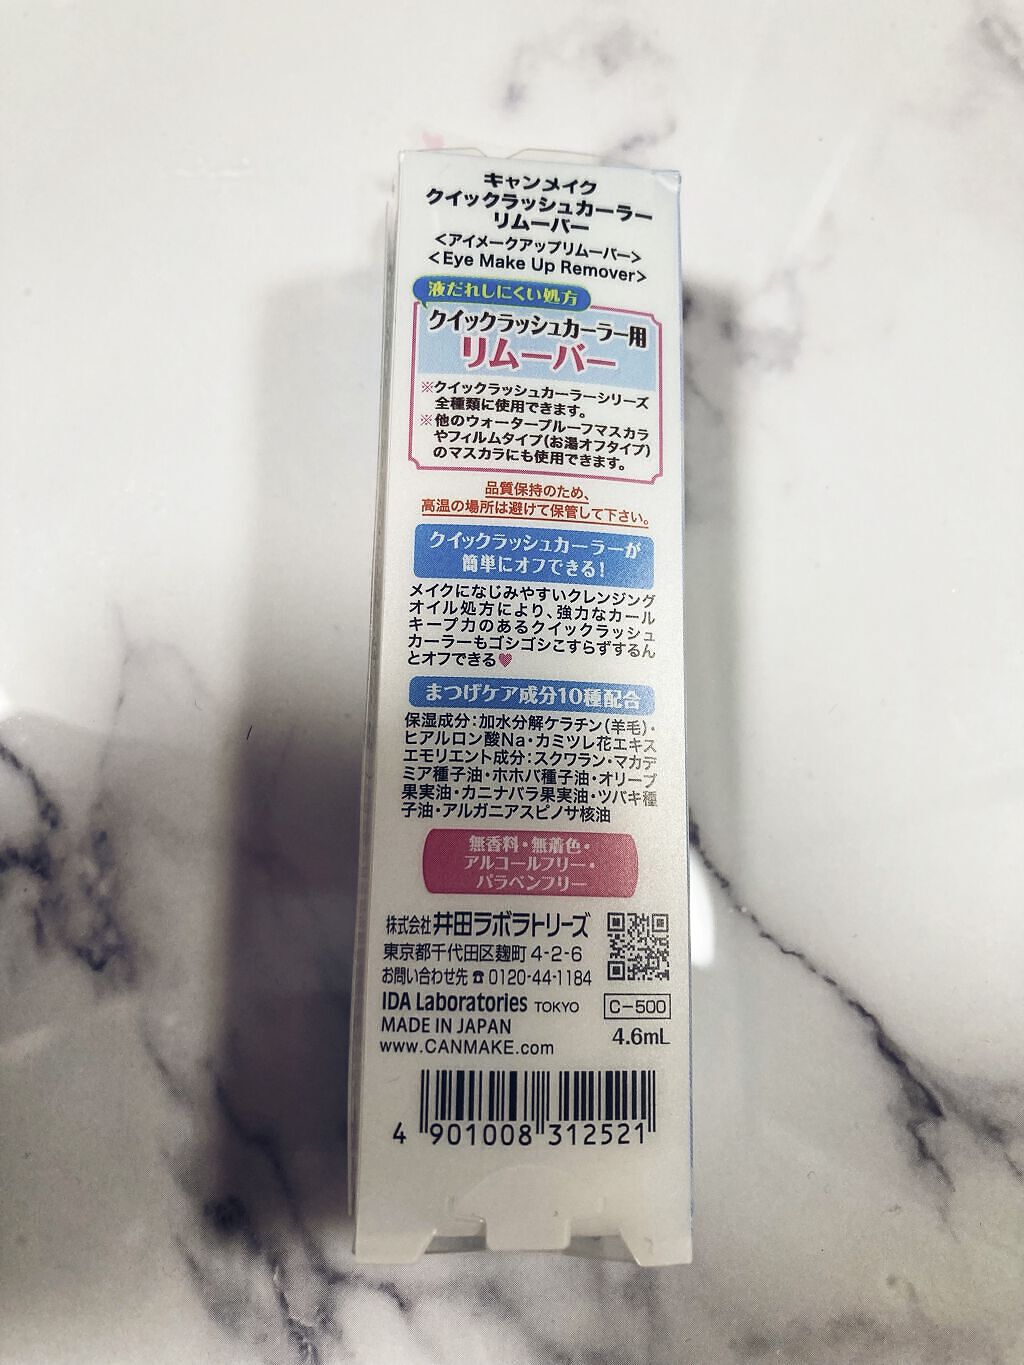 キャンメイク
クイックラッシュカーラー
リムーバー
<アイメークアップリムーバー>
<Eye Make Up Remover>
液だれしにくい処方
クイックラッシュカーラー用
リムーバー
※クイックラッシュカーラーシリーズ
全種類に使用できます。
※他のウォータープルーフマスカラ
やフィルムタイプ(お湯オフタイプ)
のマスカラにも使用できます。
品質保持のため、
高温の場所は避けて保管して下さい。
クイックラッシュカーラーが
簡単にオフできる!
メイクになじみやすいクレンジング
オイル処方により、強力なカール
キープ力のあるクイックラッシュ
カーラーもゴシゴシこすらずするん
とオフできる♥
まつげケア成分10種配合
保湿成分:加水分解ケラチン(羊毛)・
ヒアルロン酸Na・カミツレ花エキス
エモリエント成分:スクワラン・マカデ
ミア種子油・ホホバ種子油・オリーブ
果実油・カニナバラ果実油・ツバキ種
子油・アルガニアスピノサ核油
無香料・無着色・
アルコールフリー・
パラベンフリー
株式会社井田ラボラトリーズ
東京都千代田区麹町4-2-6
お問い合わせ先☎0120-44-1184
IDA Laboratories TOKYO
C-500
MADE IN JAPAN
4.6mL
www.CANMAKE.com
4 901008 312521